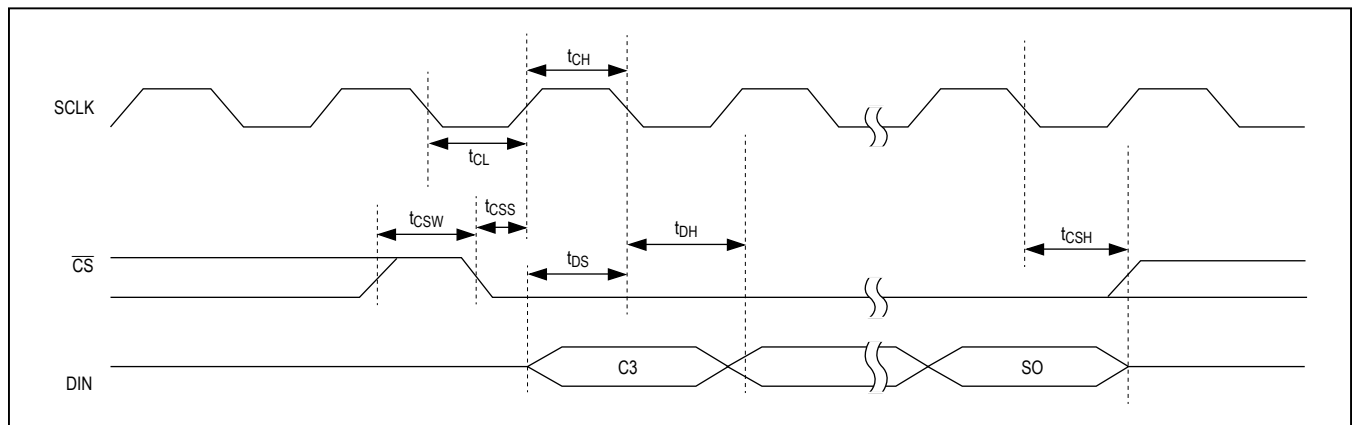 tCH
SCLK
tCL
tCSW
tCSS
tDH
tCSH
CS
tDS
C3
SO
DIN